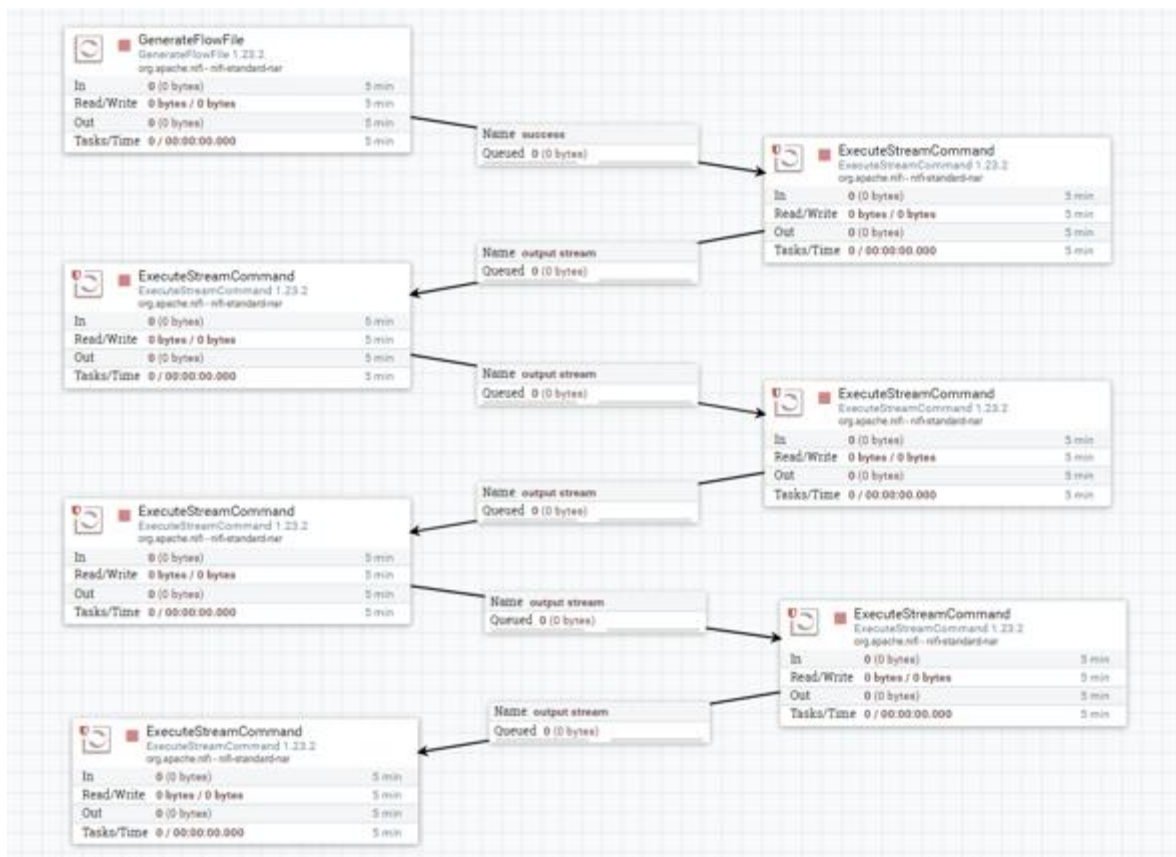 GenerateFlowFile
GenerateFlowFile 1.23.2
org.apache.nifi - nifi-standard-nar
In 0 (0 bytes) 5 min
Read/Write 0 bytes / 0 bytes 5 min
Out 0 (0 bytes) 5 min
Tasks/Time 0 / 00:00:00.000 5 min
Name success
Queued 0 (0 bytes)
ExecuteStreamCommand
ExecuteStreamCommand 1.23.2
org.apache.nifi - nifi-standard-nar
In 0 (0 bytes) 5 min
Read/Write 0 bytes / 0 bytes 5 min
Out 0 (0 bytes) 5 min
Tasks/Time 0 / 00:00:00.000 5 min
Name output stream
Queued 0 (0 bytes)
ExecuteStreamCommand
ExecuteStreamCommand 1.23.2
org.apache.nifi - nifi-standard-nar
In 0 (0 bytes) 5 min
Read/Write 0 bytes / 0 bytes 5 min
Out 0 (0 bytes) 5 min
Tasks/Time 0 / 00:00:00.000 5 min
Name output stream
Queued 0 (0 bytes)
ExecuteStreamCommand
ExecuteStreamCommand 1.23.2
org.apache.nifi - nifi-standard-nar
In 0 (0 bytes) 5 min
Read/Write 0 bytes / 0 bytes 5 min
Out 0 (0 bytes) 5 min
Tasks/Time 0 / 00:00:00.000 5 min
Name output stream
Queued 0 (0 bytes)
ExecuteStreamCommand
ExecuteStreamCommand 1.23.2
org.apache.nifi - nifi-standard-nar
In 0 (0 bytes) 5 min
Read/Write 0 bytes / 0 bytes 5 min
Out 0 (0 bytes) 5 min
Tasks/Time 0 / 00:00:00.000 5 min
Name output stream
Queued 0 (0 bytes)
ExecuteStreamCommand
ExecuteStreamCommand 1.23.2
org.apache.nifi - nifi-standard-nar
In 0 (0 bytes) 5 min
Read/Write 0 bytes / 0 bytes 5 min
Out 0 (0 bytes) 5 min
Tasks/Time 0 / 00:00:00.000 5 min
Name output stream
Queued 0 (0 bytes)
ExecuteStreamCommand
ExecuteStreamCommand 1.23.2
org.apache.nifi - nifi-standard-nar
In 0 (0 bytes) 5 min
Read/Write 0 bytes / 0 bytes 5 min
Out 0 (0 bytes) 5 min
Tasks/Time 0 / 00:00:00.000 5 min